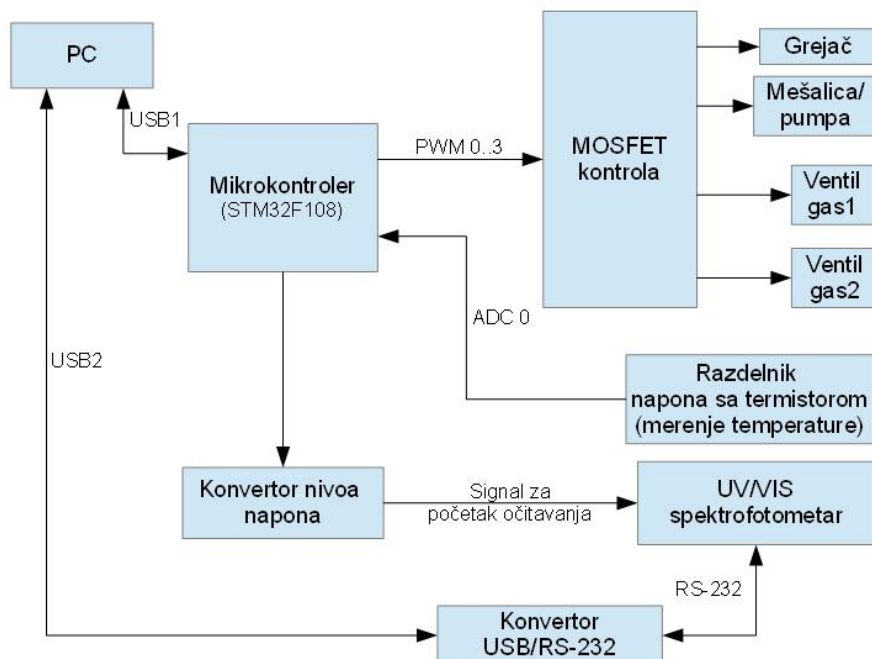 PC
USB1
Mikrokontroler
(STM32F108)
PWM 0..3
MOSFET
kontrola
Grejač
Mešalica/
pumpa
Ventil
gas1
Ventil
gas2
ADC 0
USB2
Razdelnik
napona sa termistorom
(merenje temperature)
Konvertor nivoa
napona
Signal za
početak očitavanja
UV/VIS
spektrofotometar
RS-232
Konvertor
USB/RS-232